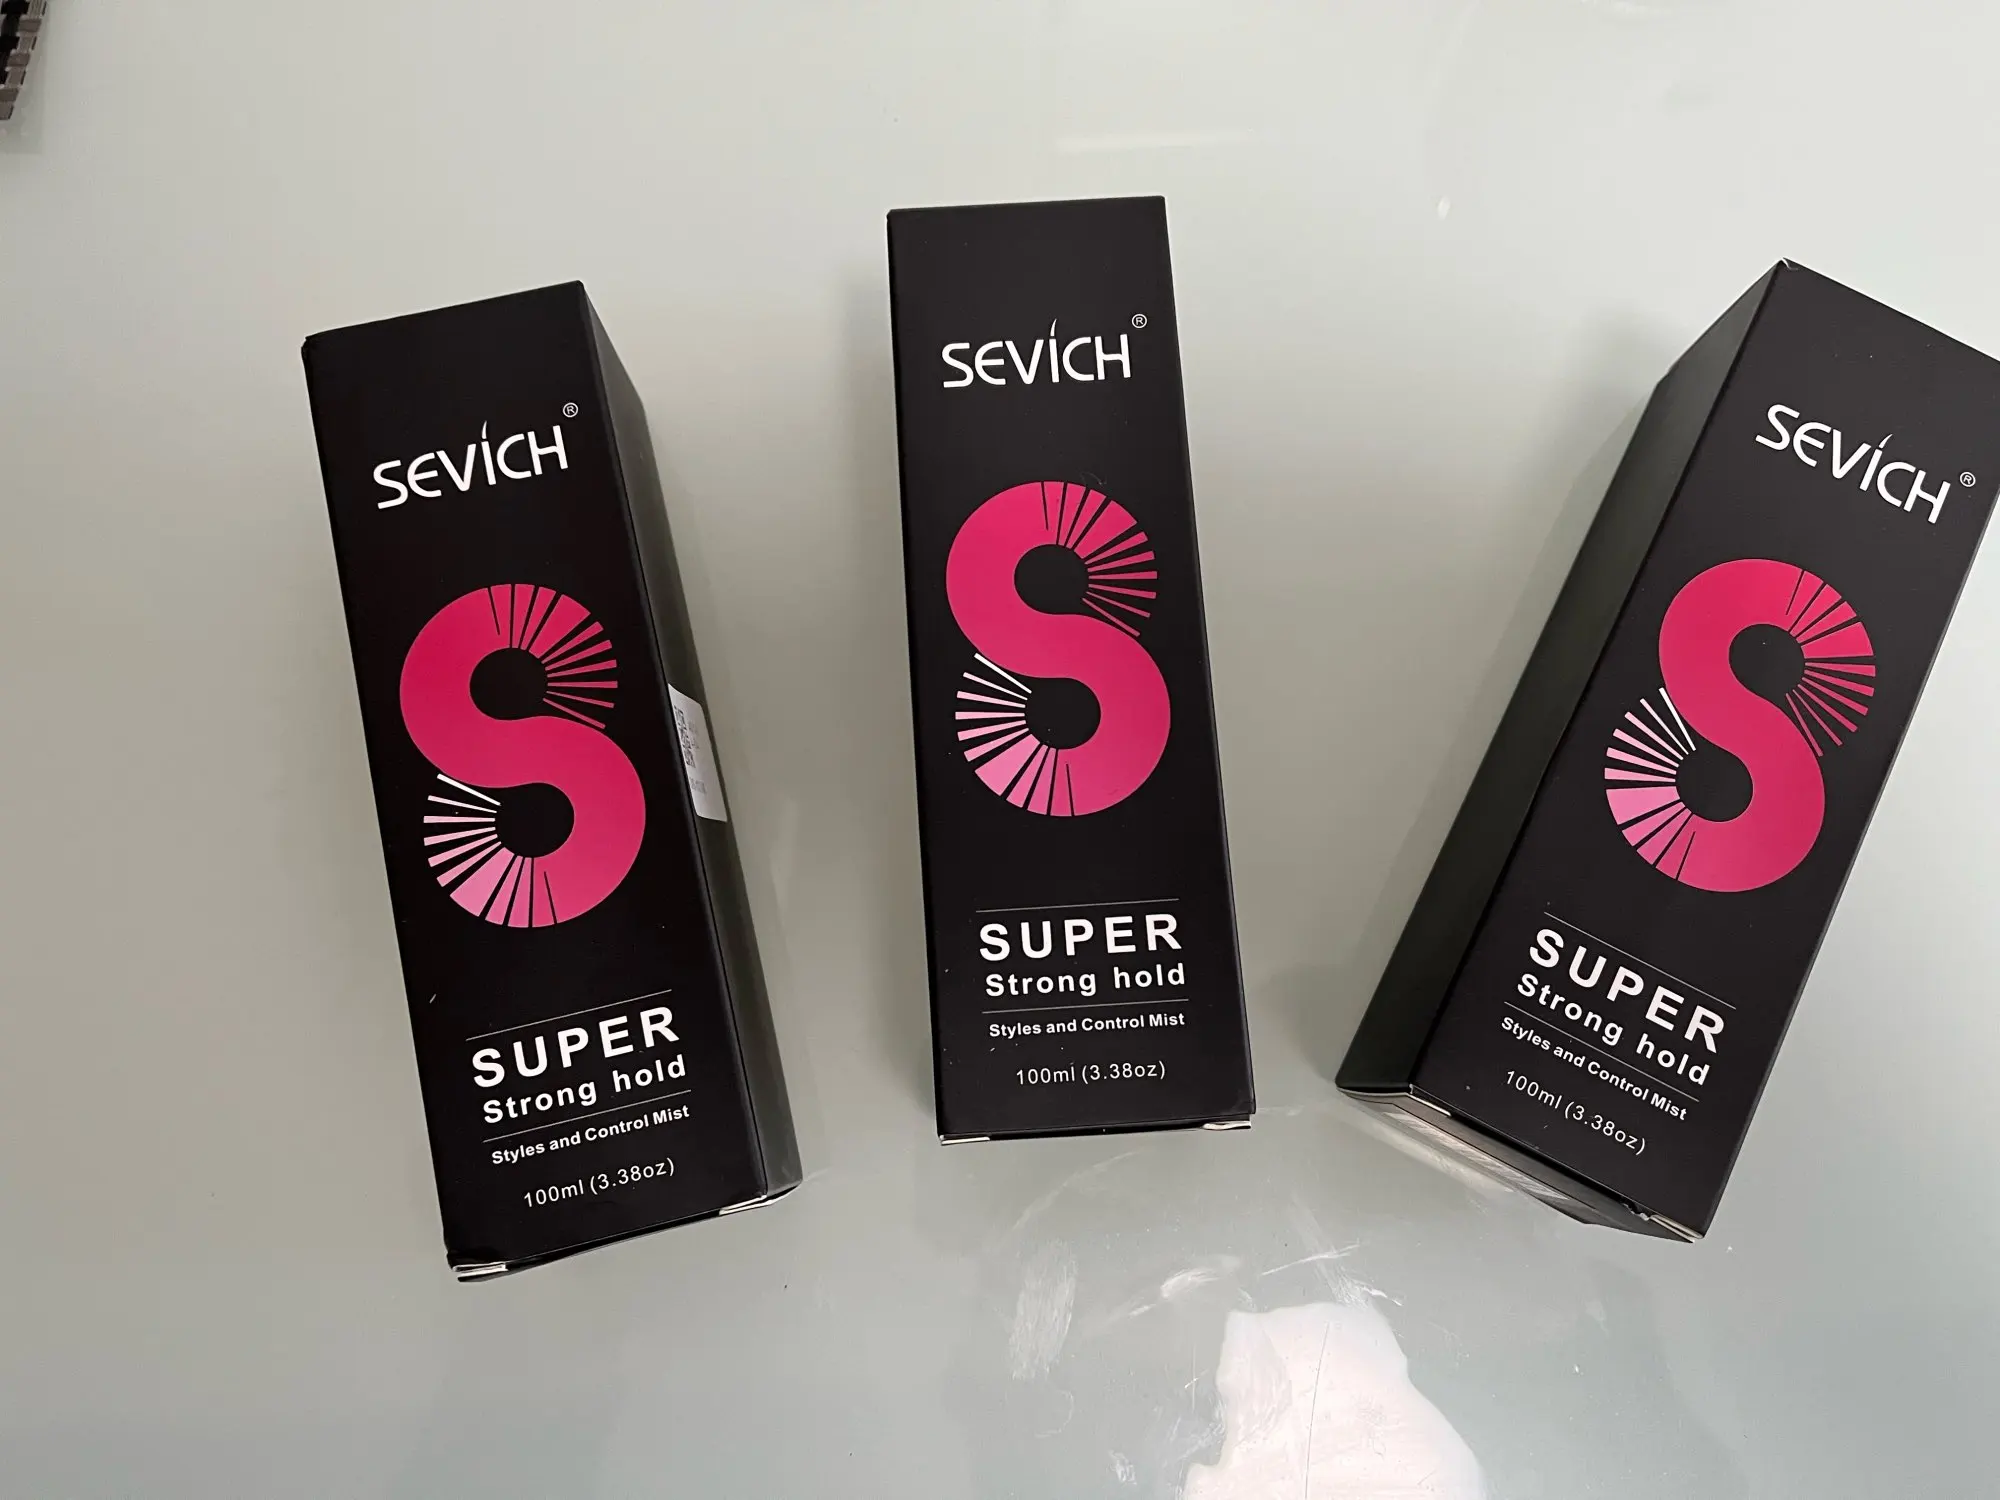 SEVICH®
SUPER
Strong hold
Styles and Control Mist
100ml (3.38oz)
SEVICH®
SUPER
Strong hold
Styles and Control Mist
100ml (3.38oz)
SEVICH®
SUPER
Strong hold
Styles and Control Mist
100ml (3.38oz)